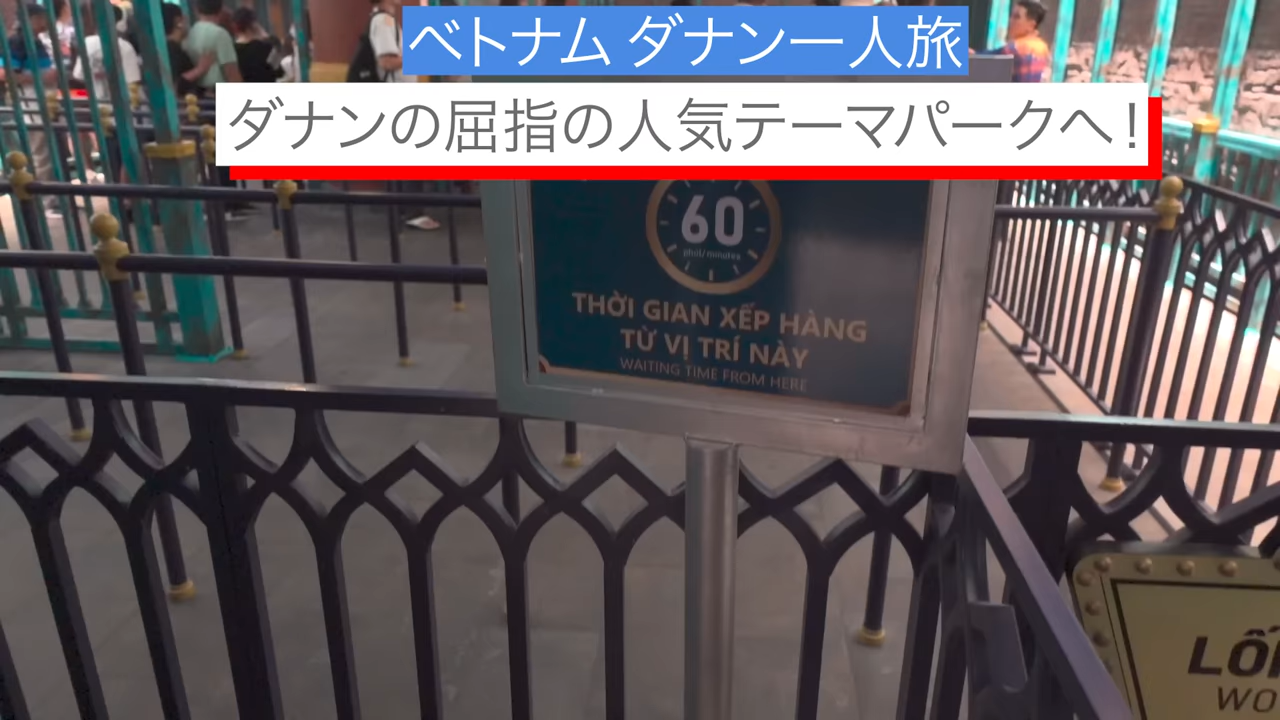 ベトナム ダナン一人旅
ダナンの屈指の人気テーマパークへ！
60
phút/minutes
THỜI GIAN XẾP HÀNG
TỪ VỊ TRÍ NÀY
WAITING TIME FROM HERE